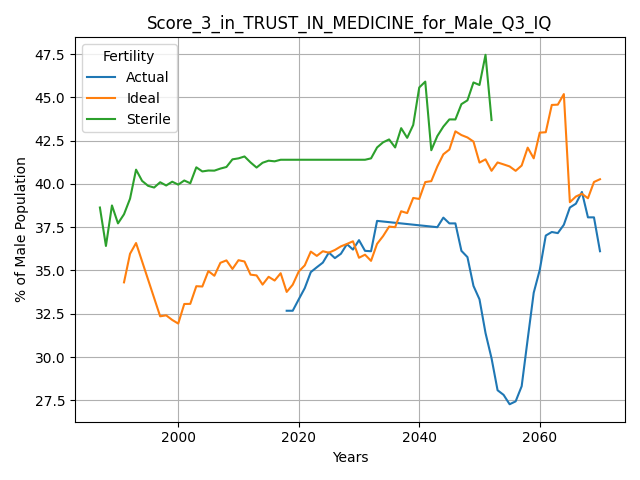 Score_3_in_TRUST_IN_MEDICINE_for_Male_Q3_IQ
Fertility
Actual
Ideal
Sterile
% of Male Population
47.5
45.0
42.5
40.0
37.5
35.0
32.5
30.0
27.5
2000
2020
2040
2060
Years